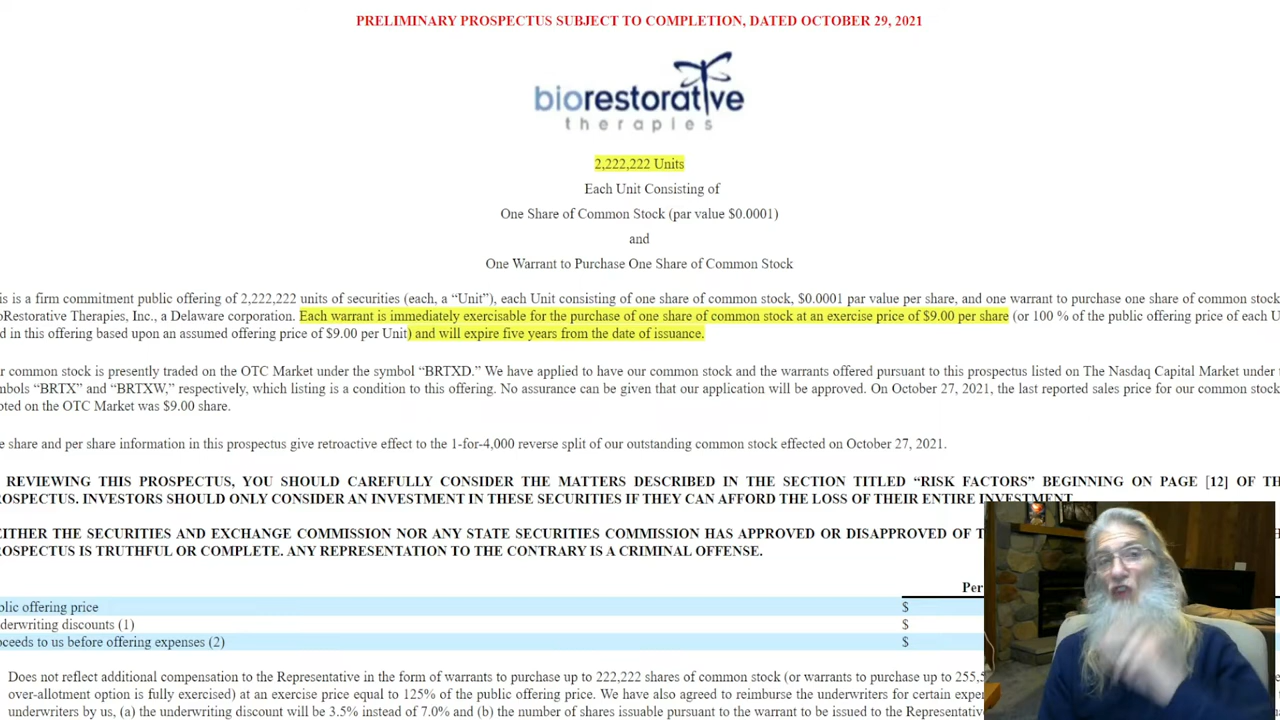 PRELIMINARY PROSPECTUS SUBJECT TO COMPLETION, DATED OCTOBER 29, 2021
biorestorative
therapies
2,222,222 Units
Each Unit Consisting of
One Share of Common Stock (par value $0.0001)
and
One Warrant to Purchase One Share of Common Stock
is is a firm commitment public offering of 2,222,222 units of securities (each, a “Unit”), each Unit consisting of one share of common stock, $0.0001 par value per share, and one warrant to purchase one share of common stock
oRestorative Therapies, Inc., a Delaware corporation. Each warrant is immediately exercisable for the purchase of one share of common stock at an exercise price of $9.00 per share (or 100 % of the public offering price of each U
d in this offering based upon an assumed offering price of $9.00 per Unit) and will expire five years from the date of issuance.
r common stock is presently traded on the OTC Market under the symbol “BRTXD.” We have applied to have our common stock and the warrants offered pursuant to this prospectus listed on The Nasdaq Capital Market under
mbols “BRTX” and “BRTXW,” respectively, which listing is a condition to this offering. No assurance can be given that our application will be approved. On October 27, 2021, the last reported sales price for our common stock
oted on the OTC Market was $9.00 share.
e share and per share information in this prospectus give retroactive effect to the 1-for-4,000 reverse split of our outstanding common stock effected on October 27, 2021.
REVIEWING THIS PROSPECTUS, YOU SHOULD CAREFULLY CONSIDER THE MATTERS DESCRIBED IN THE SECTION TITLED “RISK FACTORS” BEGINNING ON PAGE [12] OF TH
OSPECTUS. INVESTORS SHOULD ONLY CONSIDER AN INVESTMENT IN THESE SECURITIES IF THEY CAN AFFORD THE LOSS OF THEIR ENTIRE INVESTMENT
EITHER THE SECURITIES AND EXCHANGE COMMISSION NOR ANY STATE SECURITIES COMMISSION HAS APPROVED OR DISAPPROVED OF T
OSPECTUS IS TRUTHFUL OR COMPLETE. ANY REPRESENTATION TO THE CONTRARY IS A CRIMINAL OFFENSE.
Per
blic offering price $
derwriting discounts (1) $
oceeds to us before offering expenses (2) $
Does not reflect additional compensation to the Representative in the form of warrants to purchase up to 222,222 shares of common stock (or warrants to purchase up to 255,5
over-allotment option is fully exercised) at an exercise price equal to 125% of the public offering price. We have also agreed to reimburse the underwriters for certain expe
underwriters by us, (a) the underwriting discount will be 3.5% instead of 7.0% and (b) the number of shares issuable pursuant to the warrant to be issued to the Representativ